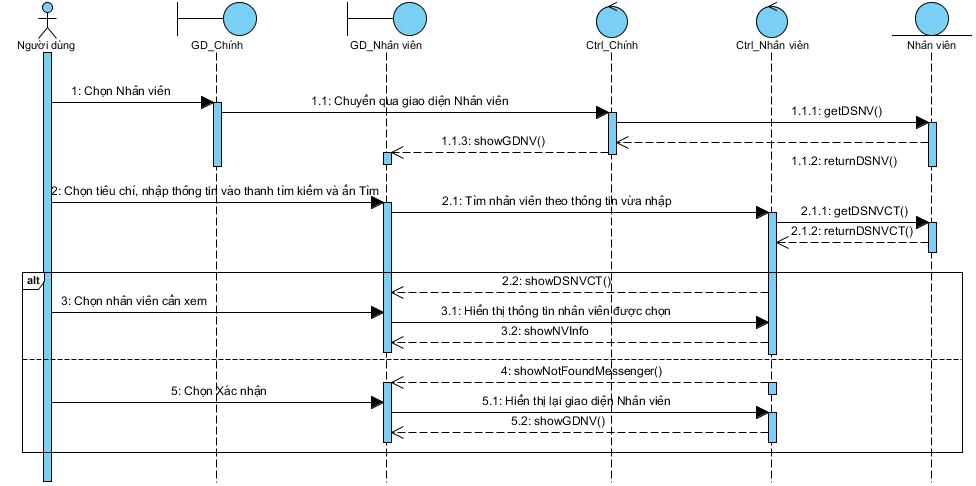 Người dùng
GD_Chính
GD_Nhân viên
Ctrl_Chính
Ctrl_Nhân viên
Nhân viên
1: Chọn Nhân viên
1.1: Chuyển qua giao diện Nhân viên
1.1.1: getDSNV()
1.1.3: showGDNV()
1.1.2: returnDSNV()
2: Chọn tiêu chí, nhập thông tin vào thanh tìm kiếm và ấn Tìm
2.1: Tìm nhân viên theo thông tin vừa nhập
2.1.1: getDSNVCT()
2.1.2: returnDSNVCT()
alt
2.2: showDSNVCT()
3: Chọn nhân viên cần xem
3.1: Hiển thị thông tin nhân viên được chọn
3.2: showNVInfo
4: showNotFoundMessenger()
5: Chọn Xác nhận
5.1: Hiển thị lại giao diện Nhân viên
5.2: showGDNV()